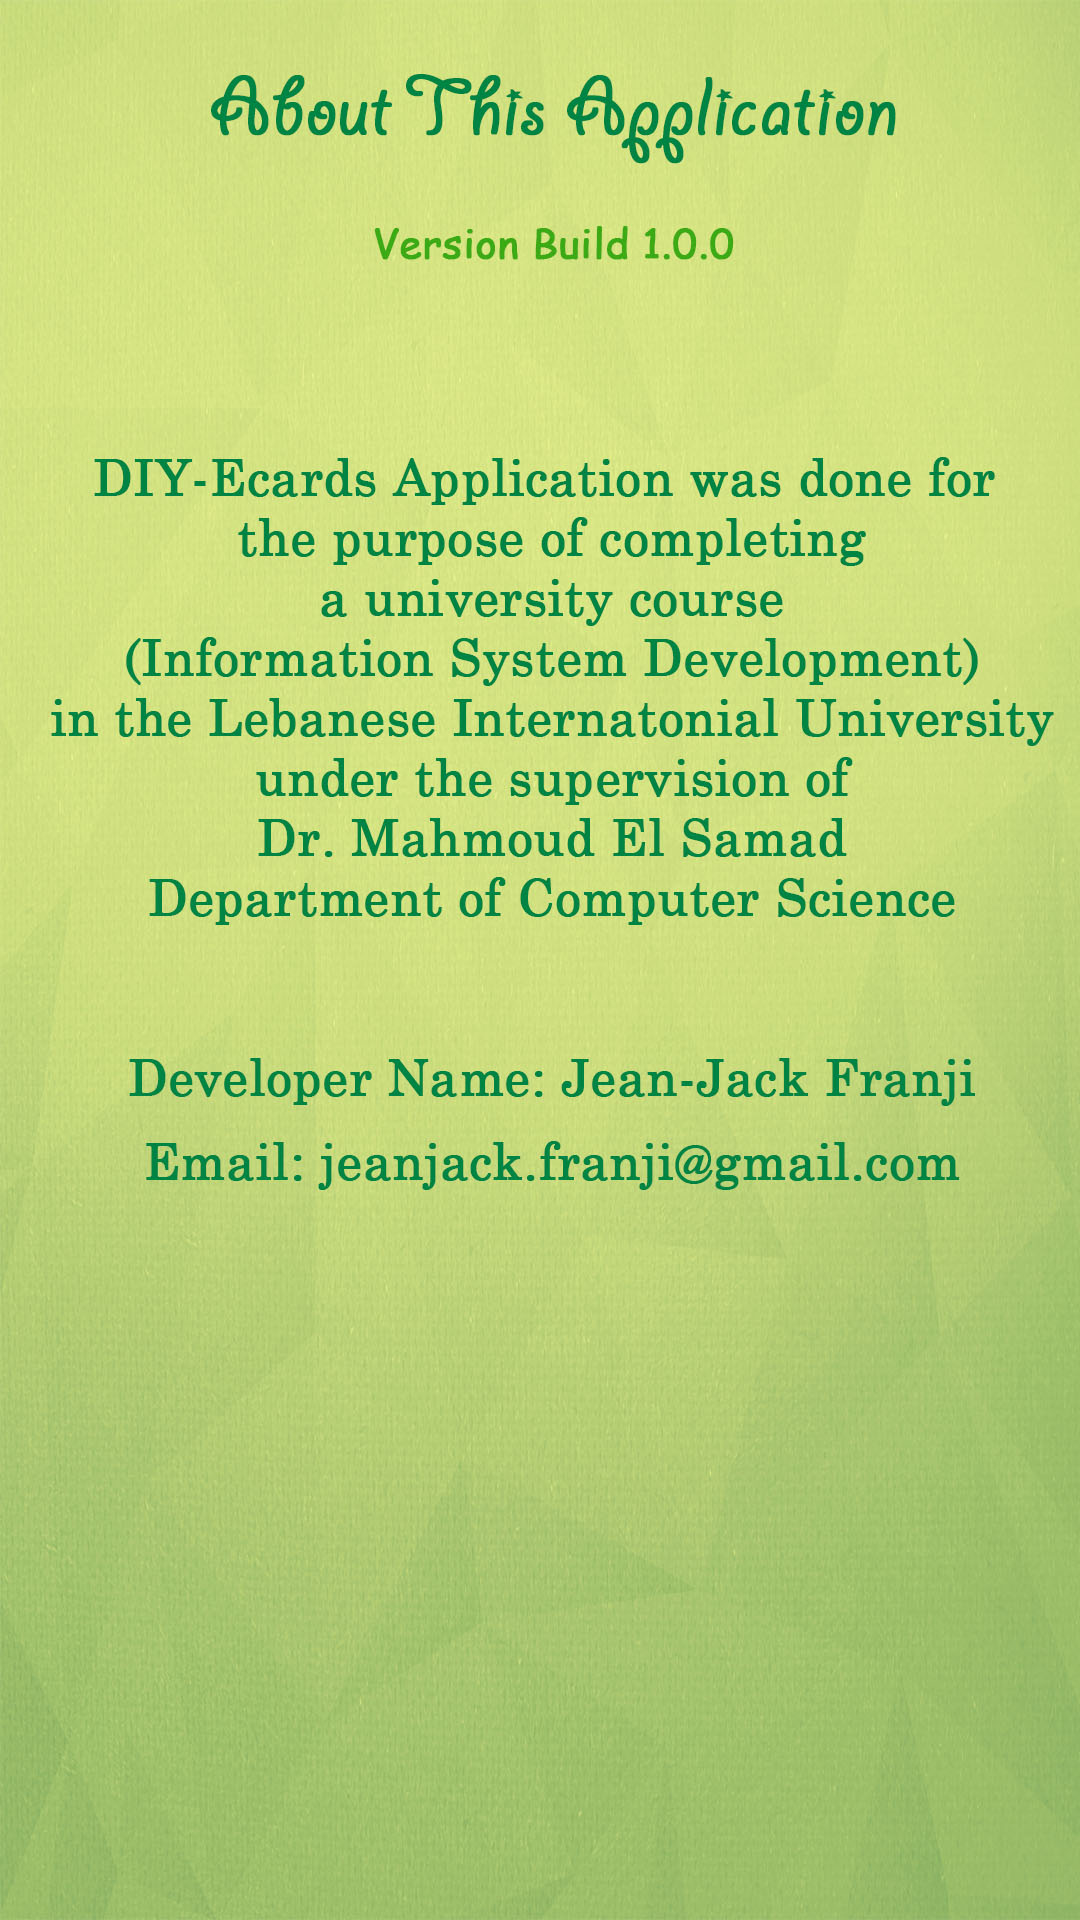 About This Application
Version Build 1.0.0
DIY-Ecards Application was done for
the purpose of completing
a university course
(Information System Development)
in the Lebanese Internatonial University
under the supervision of
Dr. Mahmoud El Samad
Department of Computer Science
Developer Name: Jean-Jack Franji
Email: jeanjack.franji@gmail.com